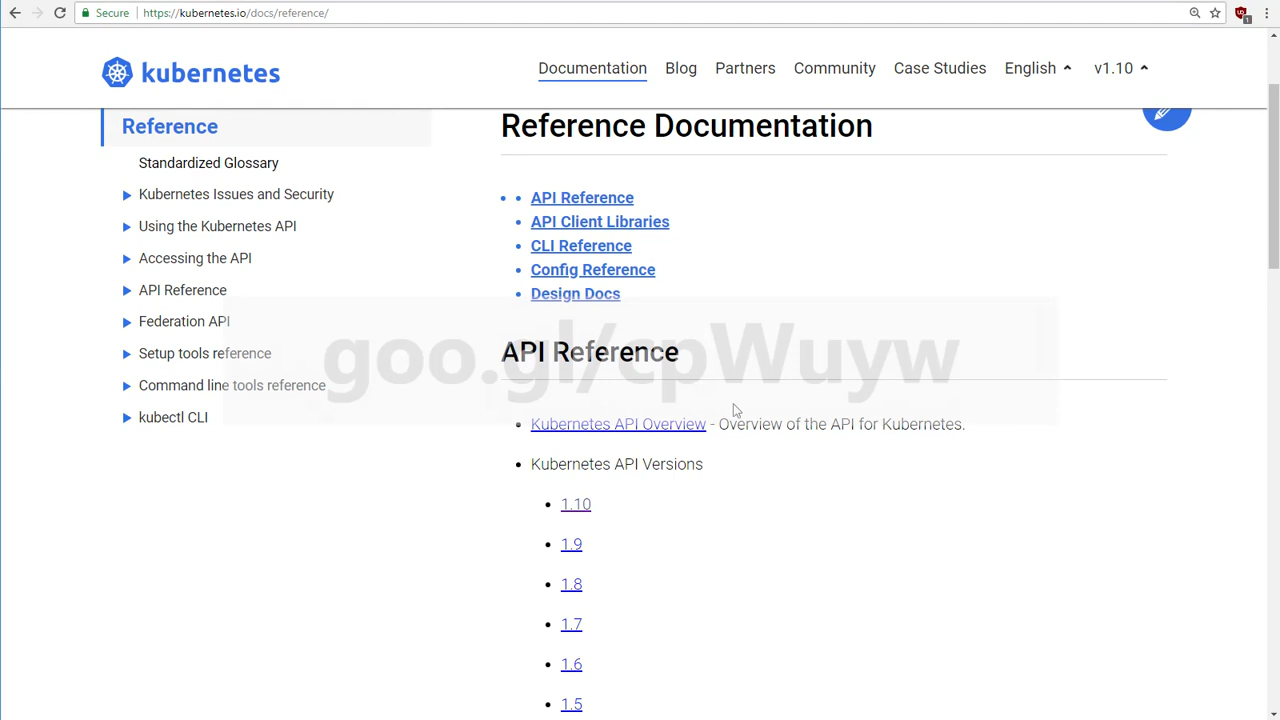 Secure
https://kubernetes.io/docs/reference/
1
kubernetes
Documentation
Blog
Partners
Community
Case Studies
English
v1.10
Reference
Standardized Glossary
Kubernetes Issues and Security
Using the Kubernetes API
Accessing the API
API Reference
Federation API
Setup tools reference
Command line tools reference
kubectl CLI
Reference Documentation
API Reference
API Client Libraries
CLI Reference
Config Reference
Design Docs
goo.gl/cpWuyw
API Reference
Kubernetes API Overview - Overview of the API for Kubernetes.
Kubernetes API Versions
1.10
1.9
1.8
1.7
1.6
1.5